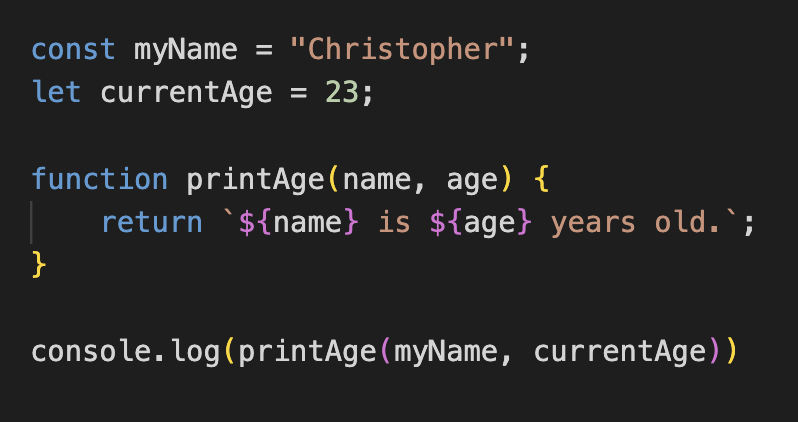 const myName = "Christopher";
let currentAge = 23;

function printAge(name, age) {
    return `${name} is ${age} years old.`;
}

console.log(printAge(myName, currentAge))